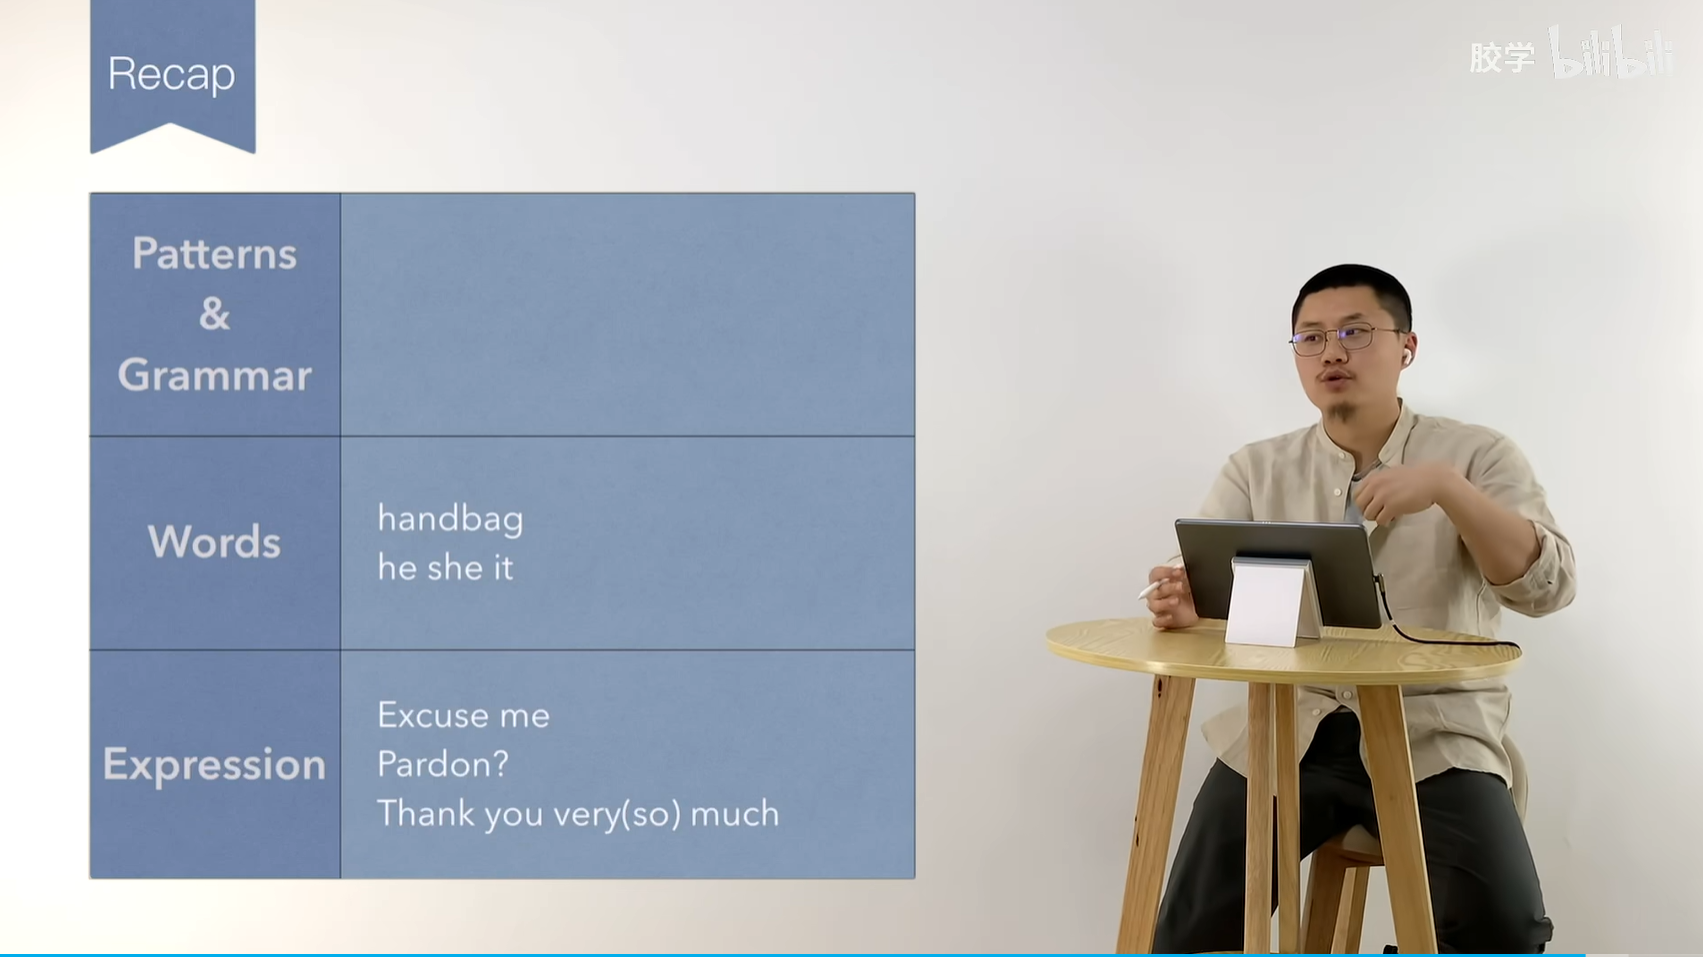 Recap
胶学 bilibili
Patterns
&
Grammar
Words
handbag
he she it
Expression
Excuse me
Pardon?
Thank you very(so) much